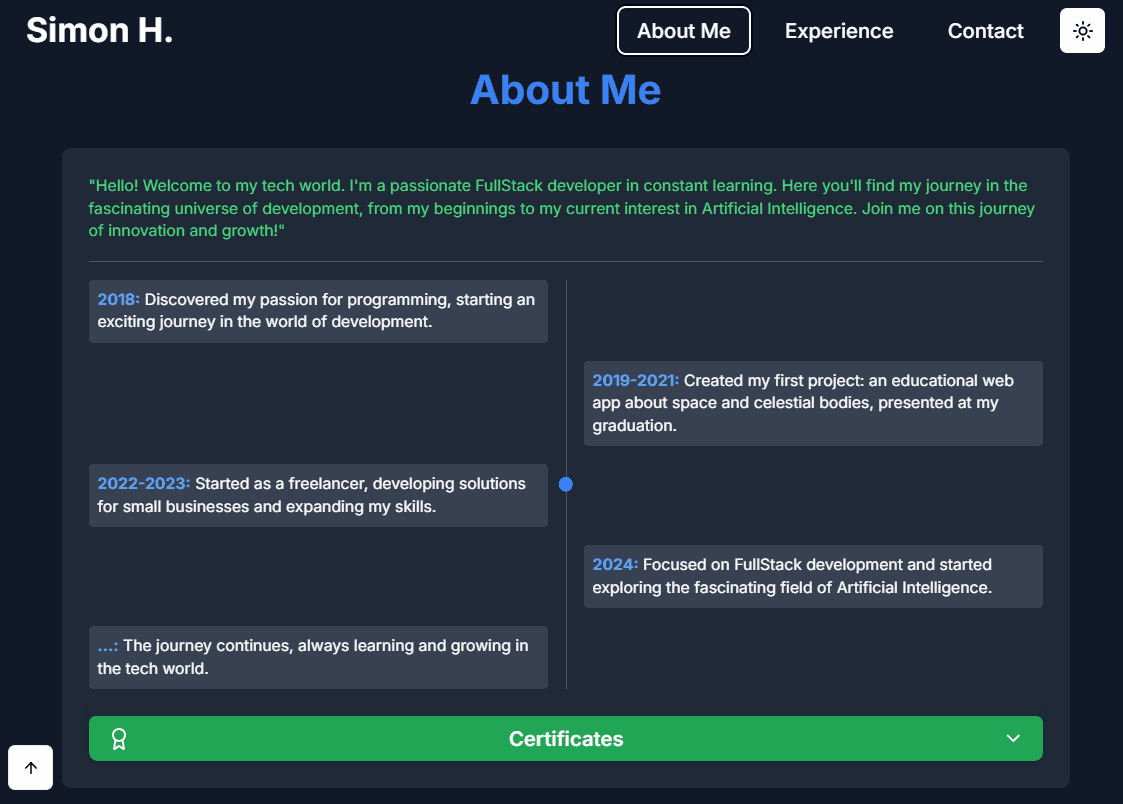 Simon H.
About Me
Experience
Contact
About Me
"Hello! Welcome to my tech world. I'm a passionate FullStack developer in constant learning. Here you'll find my journey in the
fascinating universe of development, from my beginnings to my current interest in Artificial Intelligence. Join me on this journey
of innovation and growth!"
2018: Discovered my passion for programming, starting an
exciting journey in the world of development.
2019-2021: Created my first project: an educational web
app about space and celestial bodies, presented at my
graduation.
2022-2023: Started as a freelancer, developing solutions
for small businesses and expanding my skills.
2024: Focused on FullStack development and started
exploring the fascinating field of Artificial Intelligence.
...: The journey continues, always learning and growing in
the tech world.
Certificates